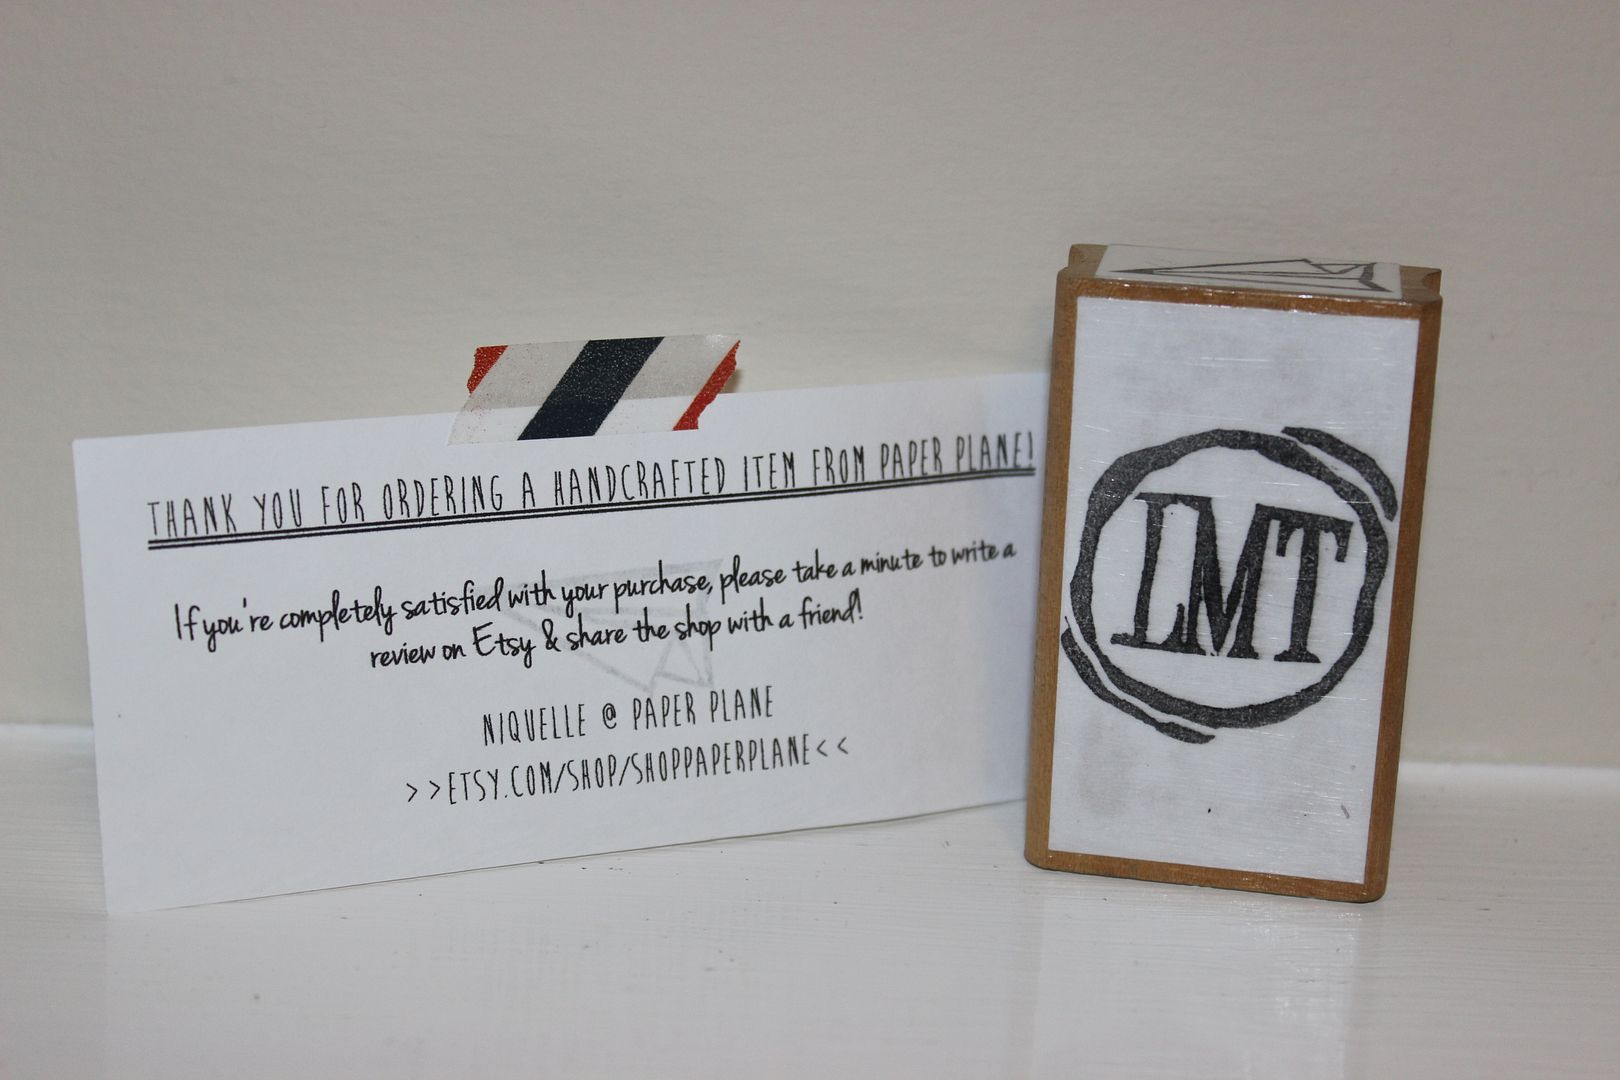 THANK YOU FOR ORDERING A HANDCRAFTED ITEM FROM PAPER PLANE!
If you're completely satisfied with your purchase, please take a minute to write a
review on Etsy & share the shop with a friend!
NIQUELLE @ PAPER PLANE
>>ETSY.COM/SHOP/SHOPPAPERPLANE<<
LMT